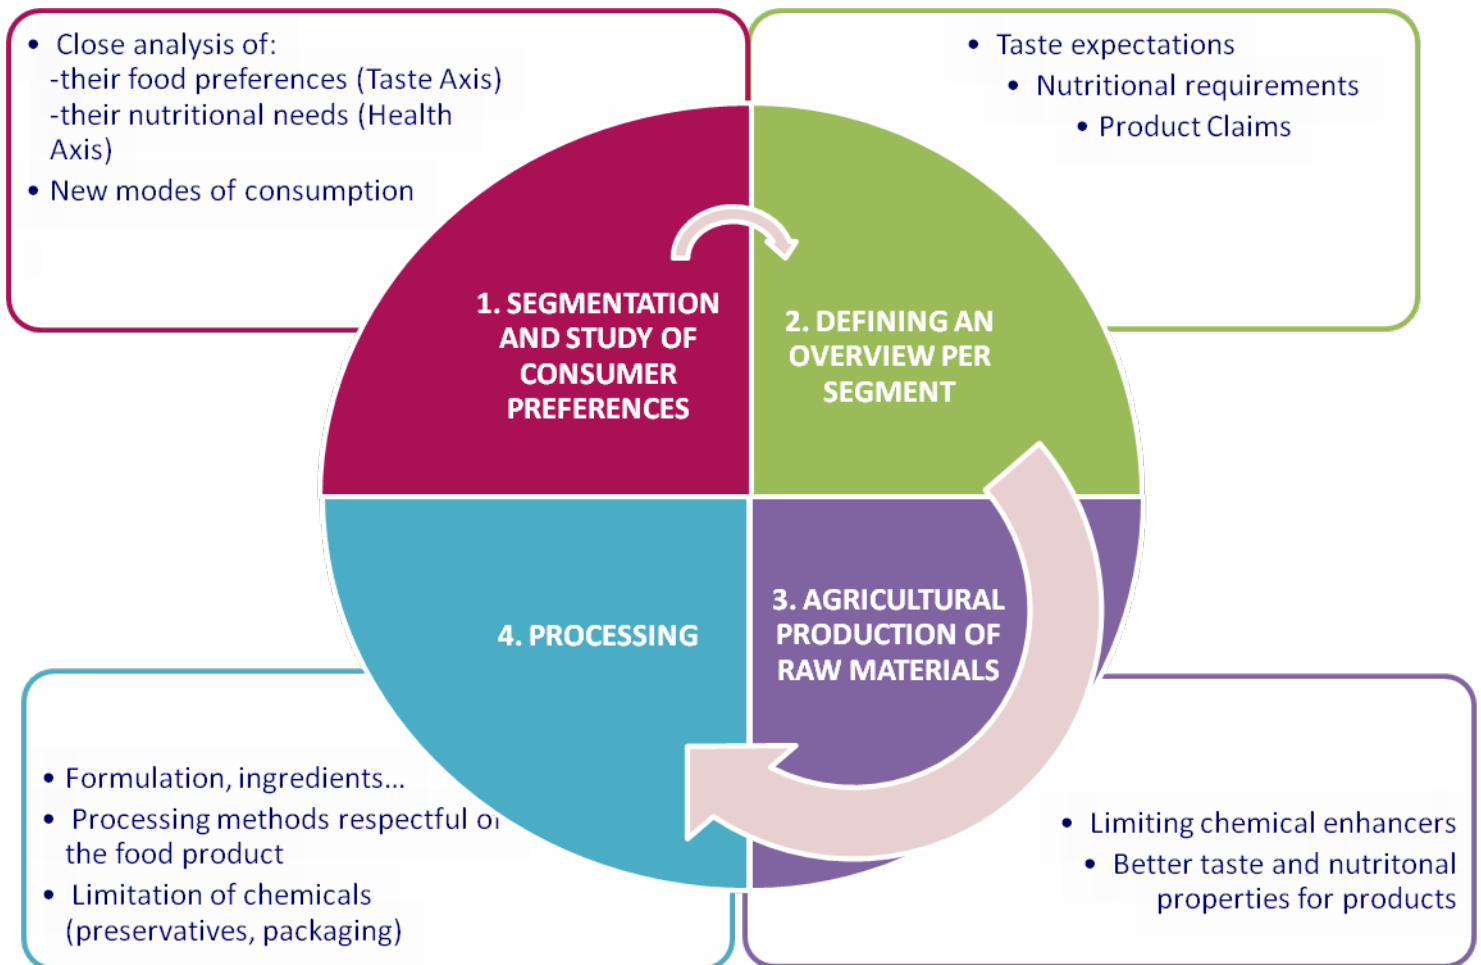 • Close analysis of:
-their food preferences (Taste Axis)
-their nutritional needs (Health
Axis)
• New modes of consumption
• Taste expectations
• Nutritional requirements
• Product Claims
1. SEGMENTATION
AND STUDY OF
CONSUMER
PREFERENCES
2. DEFINING AN
OVERVIEW PER
SEGMENT
4. PROCESSING
3. AGRICULTURAL
PRODUCTION OF
RAW MATERIALS
• Formulation, ingredients...
• Processing methods respectful
the food product
• Limitation of chemicals
(preservatives, packaging)
• Limiting chemical enhancers
• Better taste and nutritonal
properties for products